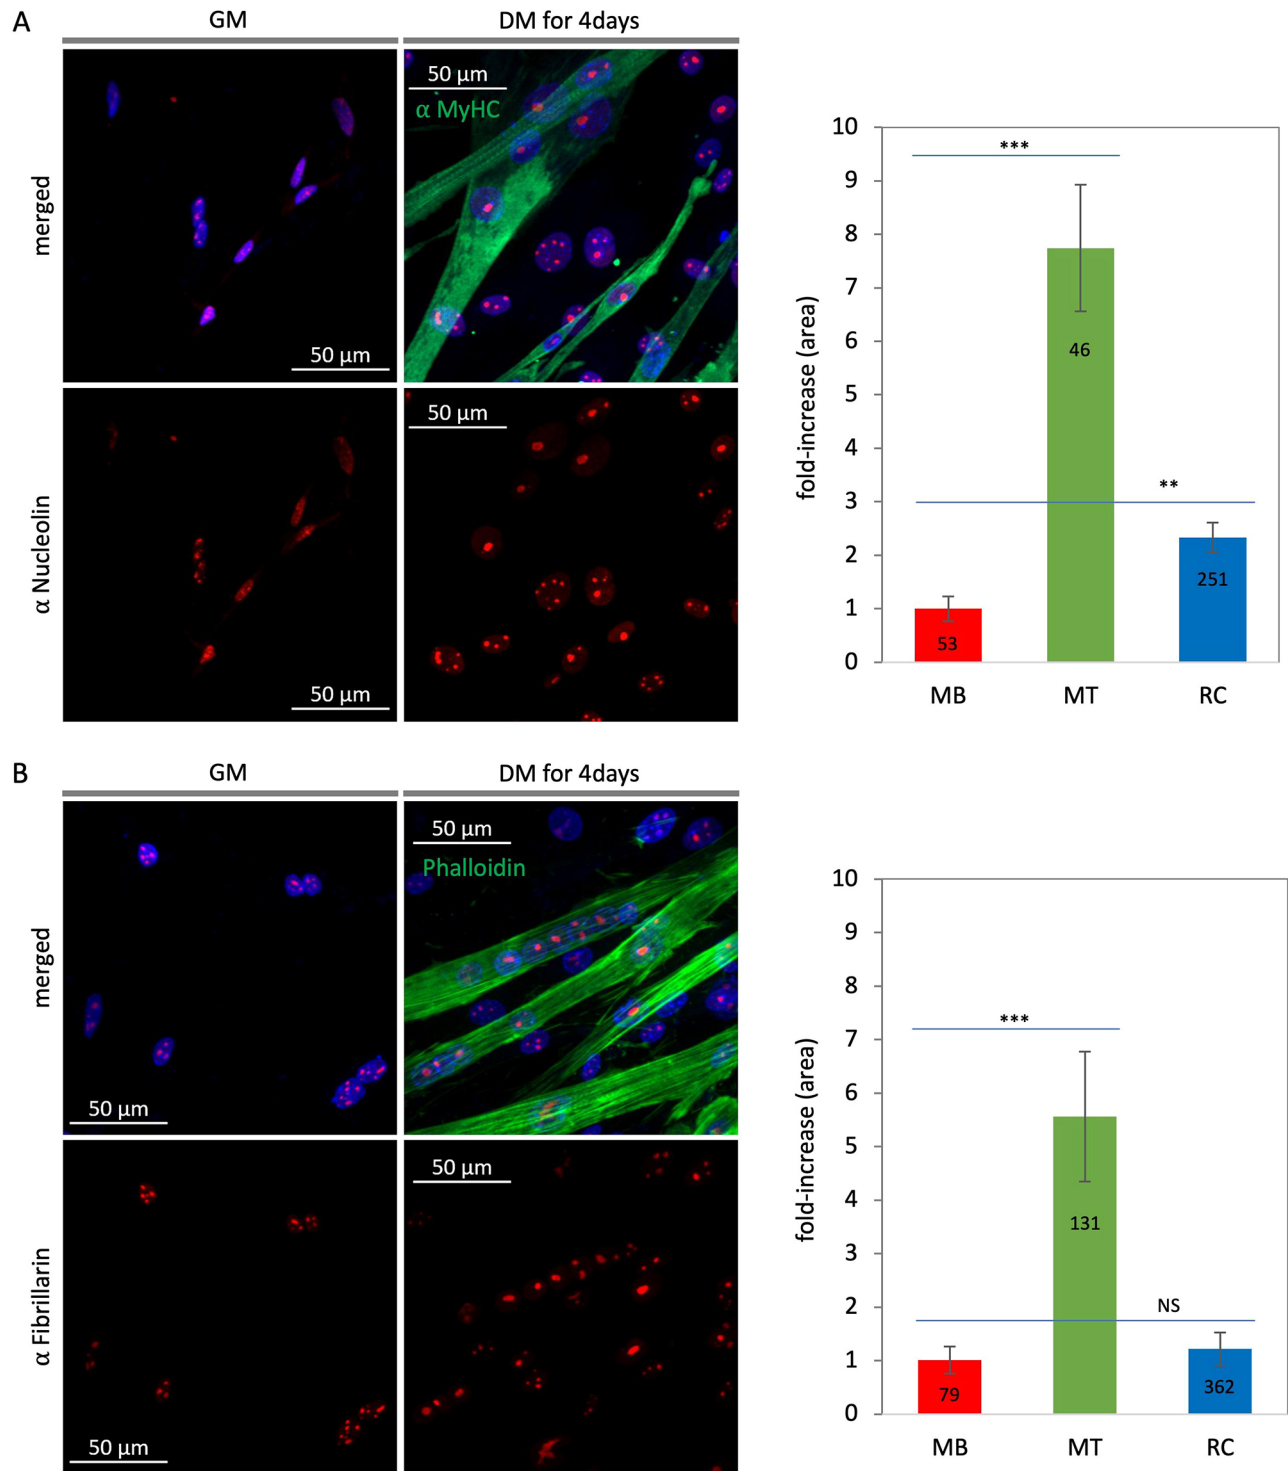 A
GM
DM for 4days
merged
50 µm
50 µm
α MyHC
α Nucleolin
50 µm
50 µm
fold-increase (area)
10
9
8
7
6
5
4
3
2
1
0
***
**
53
46
251
MB
MT
RC
B
GM
DM for 4days
merged
50 µm
50 µm
Phalloidin
α Fibrillarin
50 µm
50 µm
fold-increase (area)
10
9
8
7
6
5
4
3
2
1
0
***
NS
79
131
362
MB
MT
RC